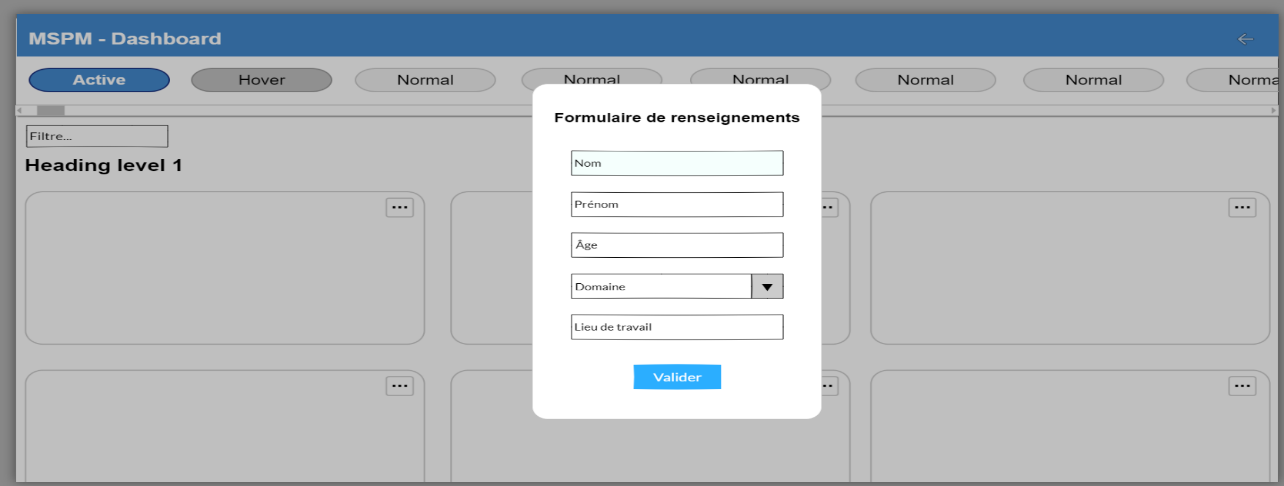 MSPM - Dashboard
Active Hover Normal Normal Normal Normal Normal Norma
Filtre...
Heading level 1
Formulaire de renseignements
Nom
Prénom
Âge
Domaine
Lieu de travail
Valider